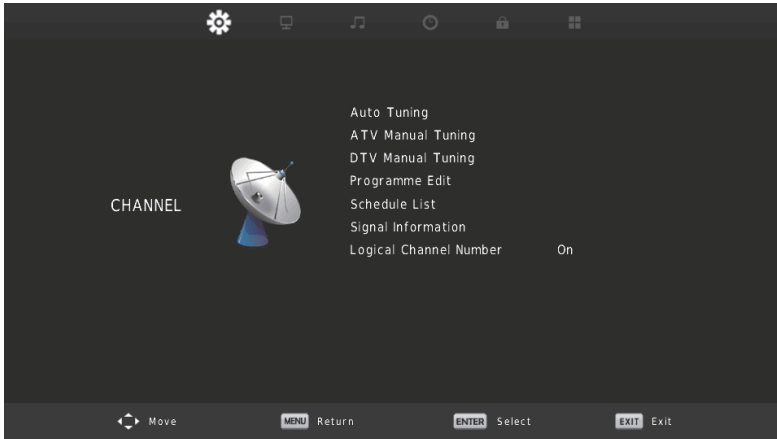 Auto Tuning
ATV Manual Tuning
DTV Manual Tuning
Programme Edit
CHANNEL
Schedule List
Signal Information
Logical Channel Number On
Move MENU Return ENTER Select EXIT Exit